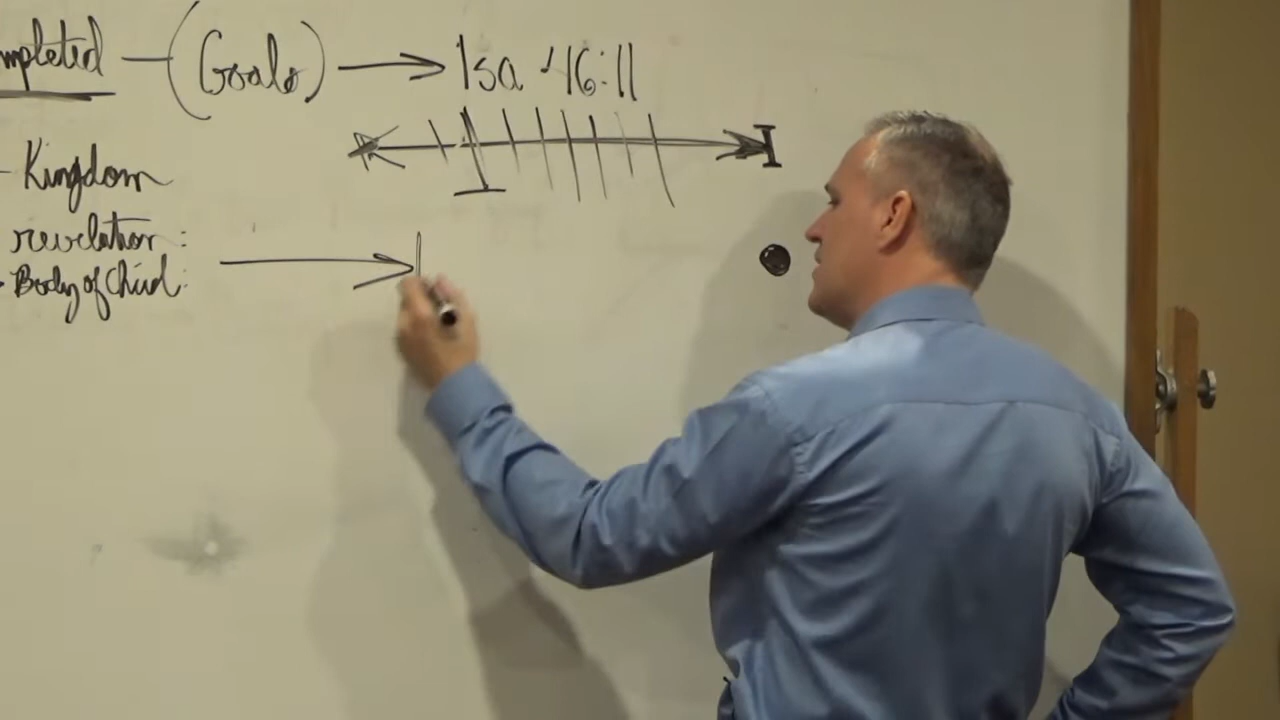 mpleted — (Goals) → Isa 46:11
- Kingdom
revelation:
- Body of Christ: